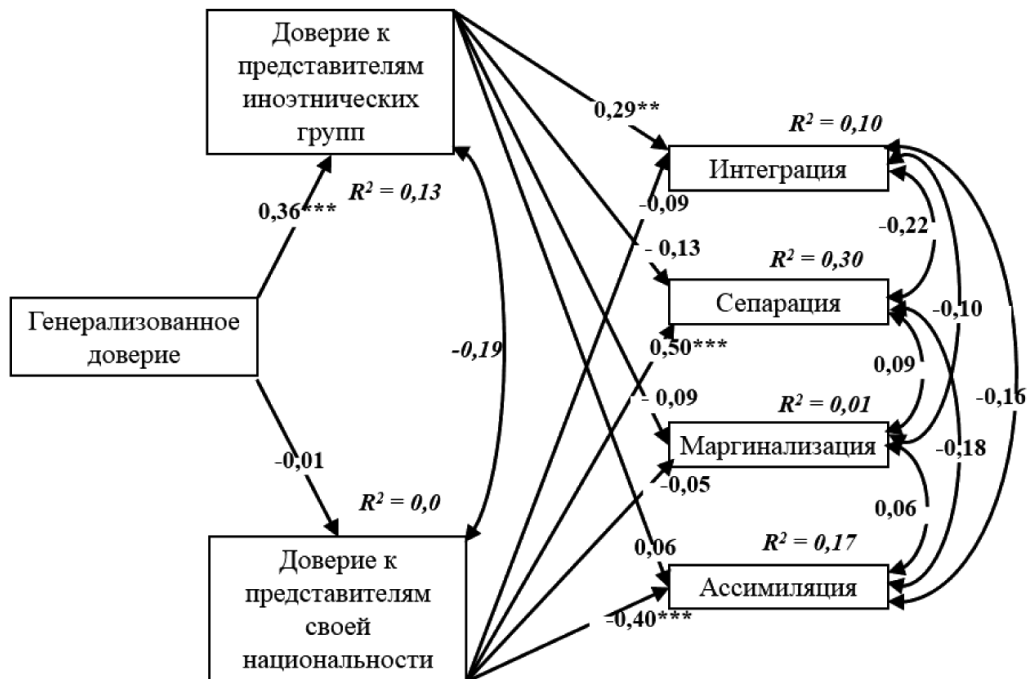 Доверие к
представителям
иноэтнических
групп
0,29**
R² = 0,10
Интеграция
R² = 0,13
0,36***
-0,09
-0,22
- 0,13
R² = 0,30
Сепарация
Генерализованное
доверие
-0,10
-0,19
0,50***
0,09
- 0,09
R² = 0,01
-0,16
Маргинализация
-0,18
-0,01
-0,05
R² = 0,0
0,06
0,06
R² = 0,17
Доверие к
представителям
своей
национальности
Ассимиляция
-0,40***